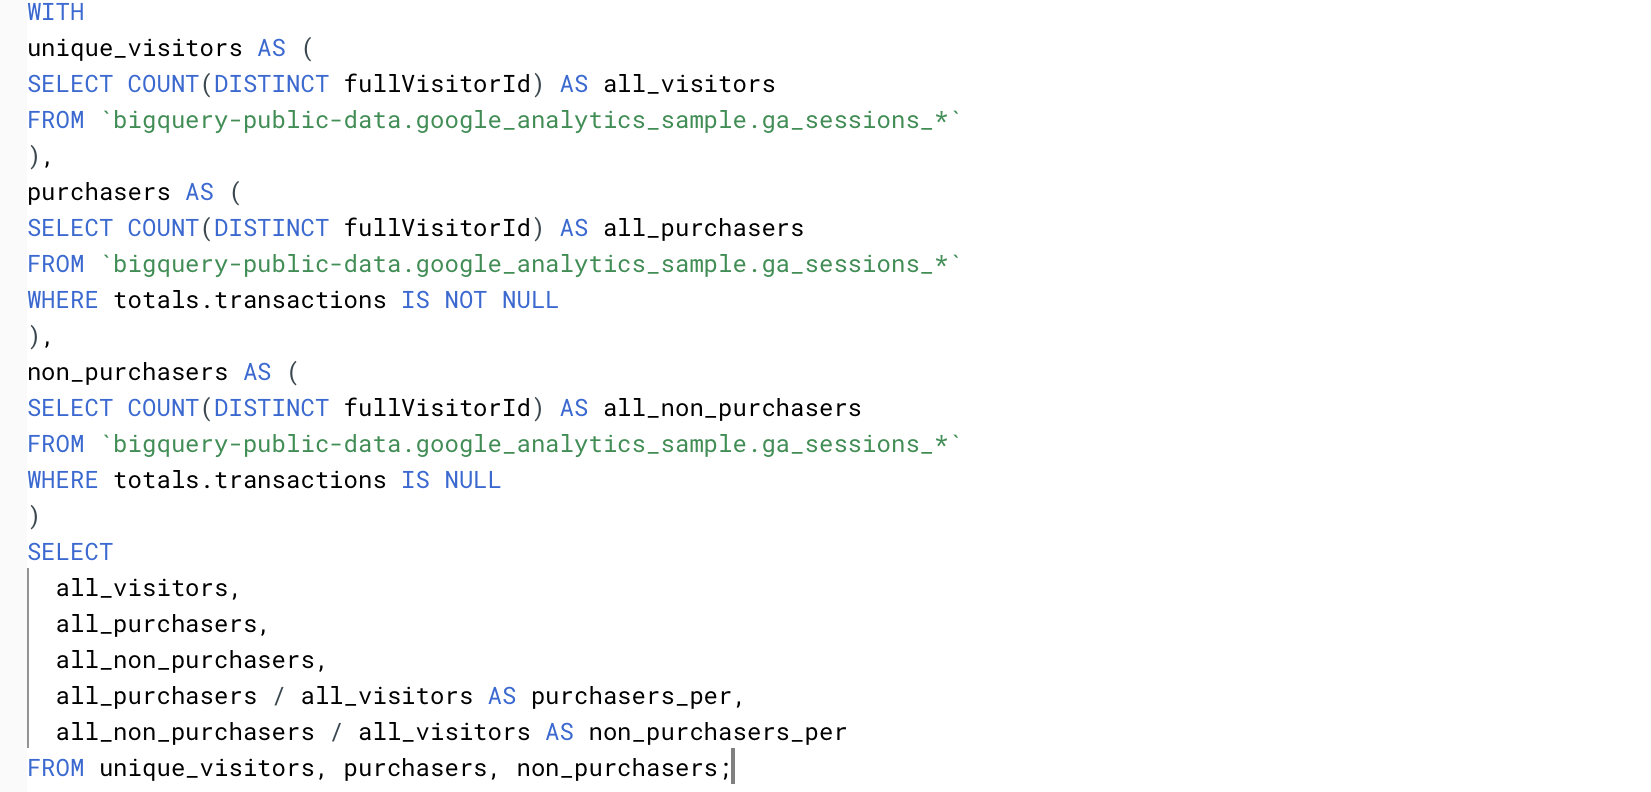 WITH
unique_visitors AS (
SELECT COUNT(DISTINCT fullVisitorId) AS all_visitors
FROM `bigquery-public-data.google_analytics_sample.ga_sessions_*`
),
purchasers AS (
SELECT COUNT(DISTINCT fullVisitorId) AS all_purchasers
FROM `bigquery-public-data.google_analytics_sample.ga_sessions_*`
WHERE totals.transactions IS NOT NULL
),
non_purchasers AS (
SELECT COUNT(DISTINCT fullVisitorId) AS all_non_purchasers
FROM `bigquery-public-data.google_analytics_sample.ga_sessions_*`
WHERE totals.transactions IS NULL
)
SELECT
  all_visitors,
  all_purchasers,
  all_non_purchasers,
  all_purchasers / all_visitors AS purchasers_per,
  all_non_purchasers / all_visitors AS non_purchasers_per
FROM unique_visitors, purchasers, non_purchasers;